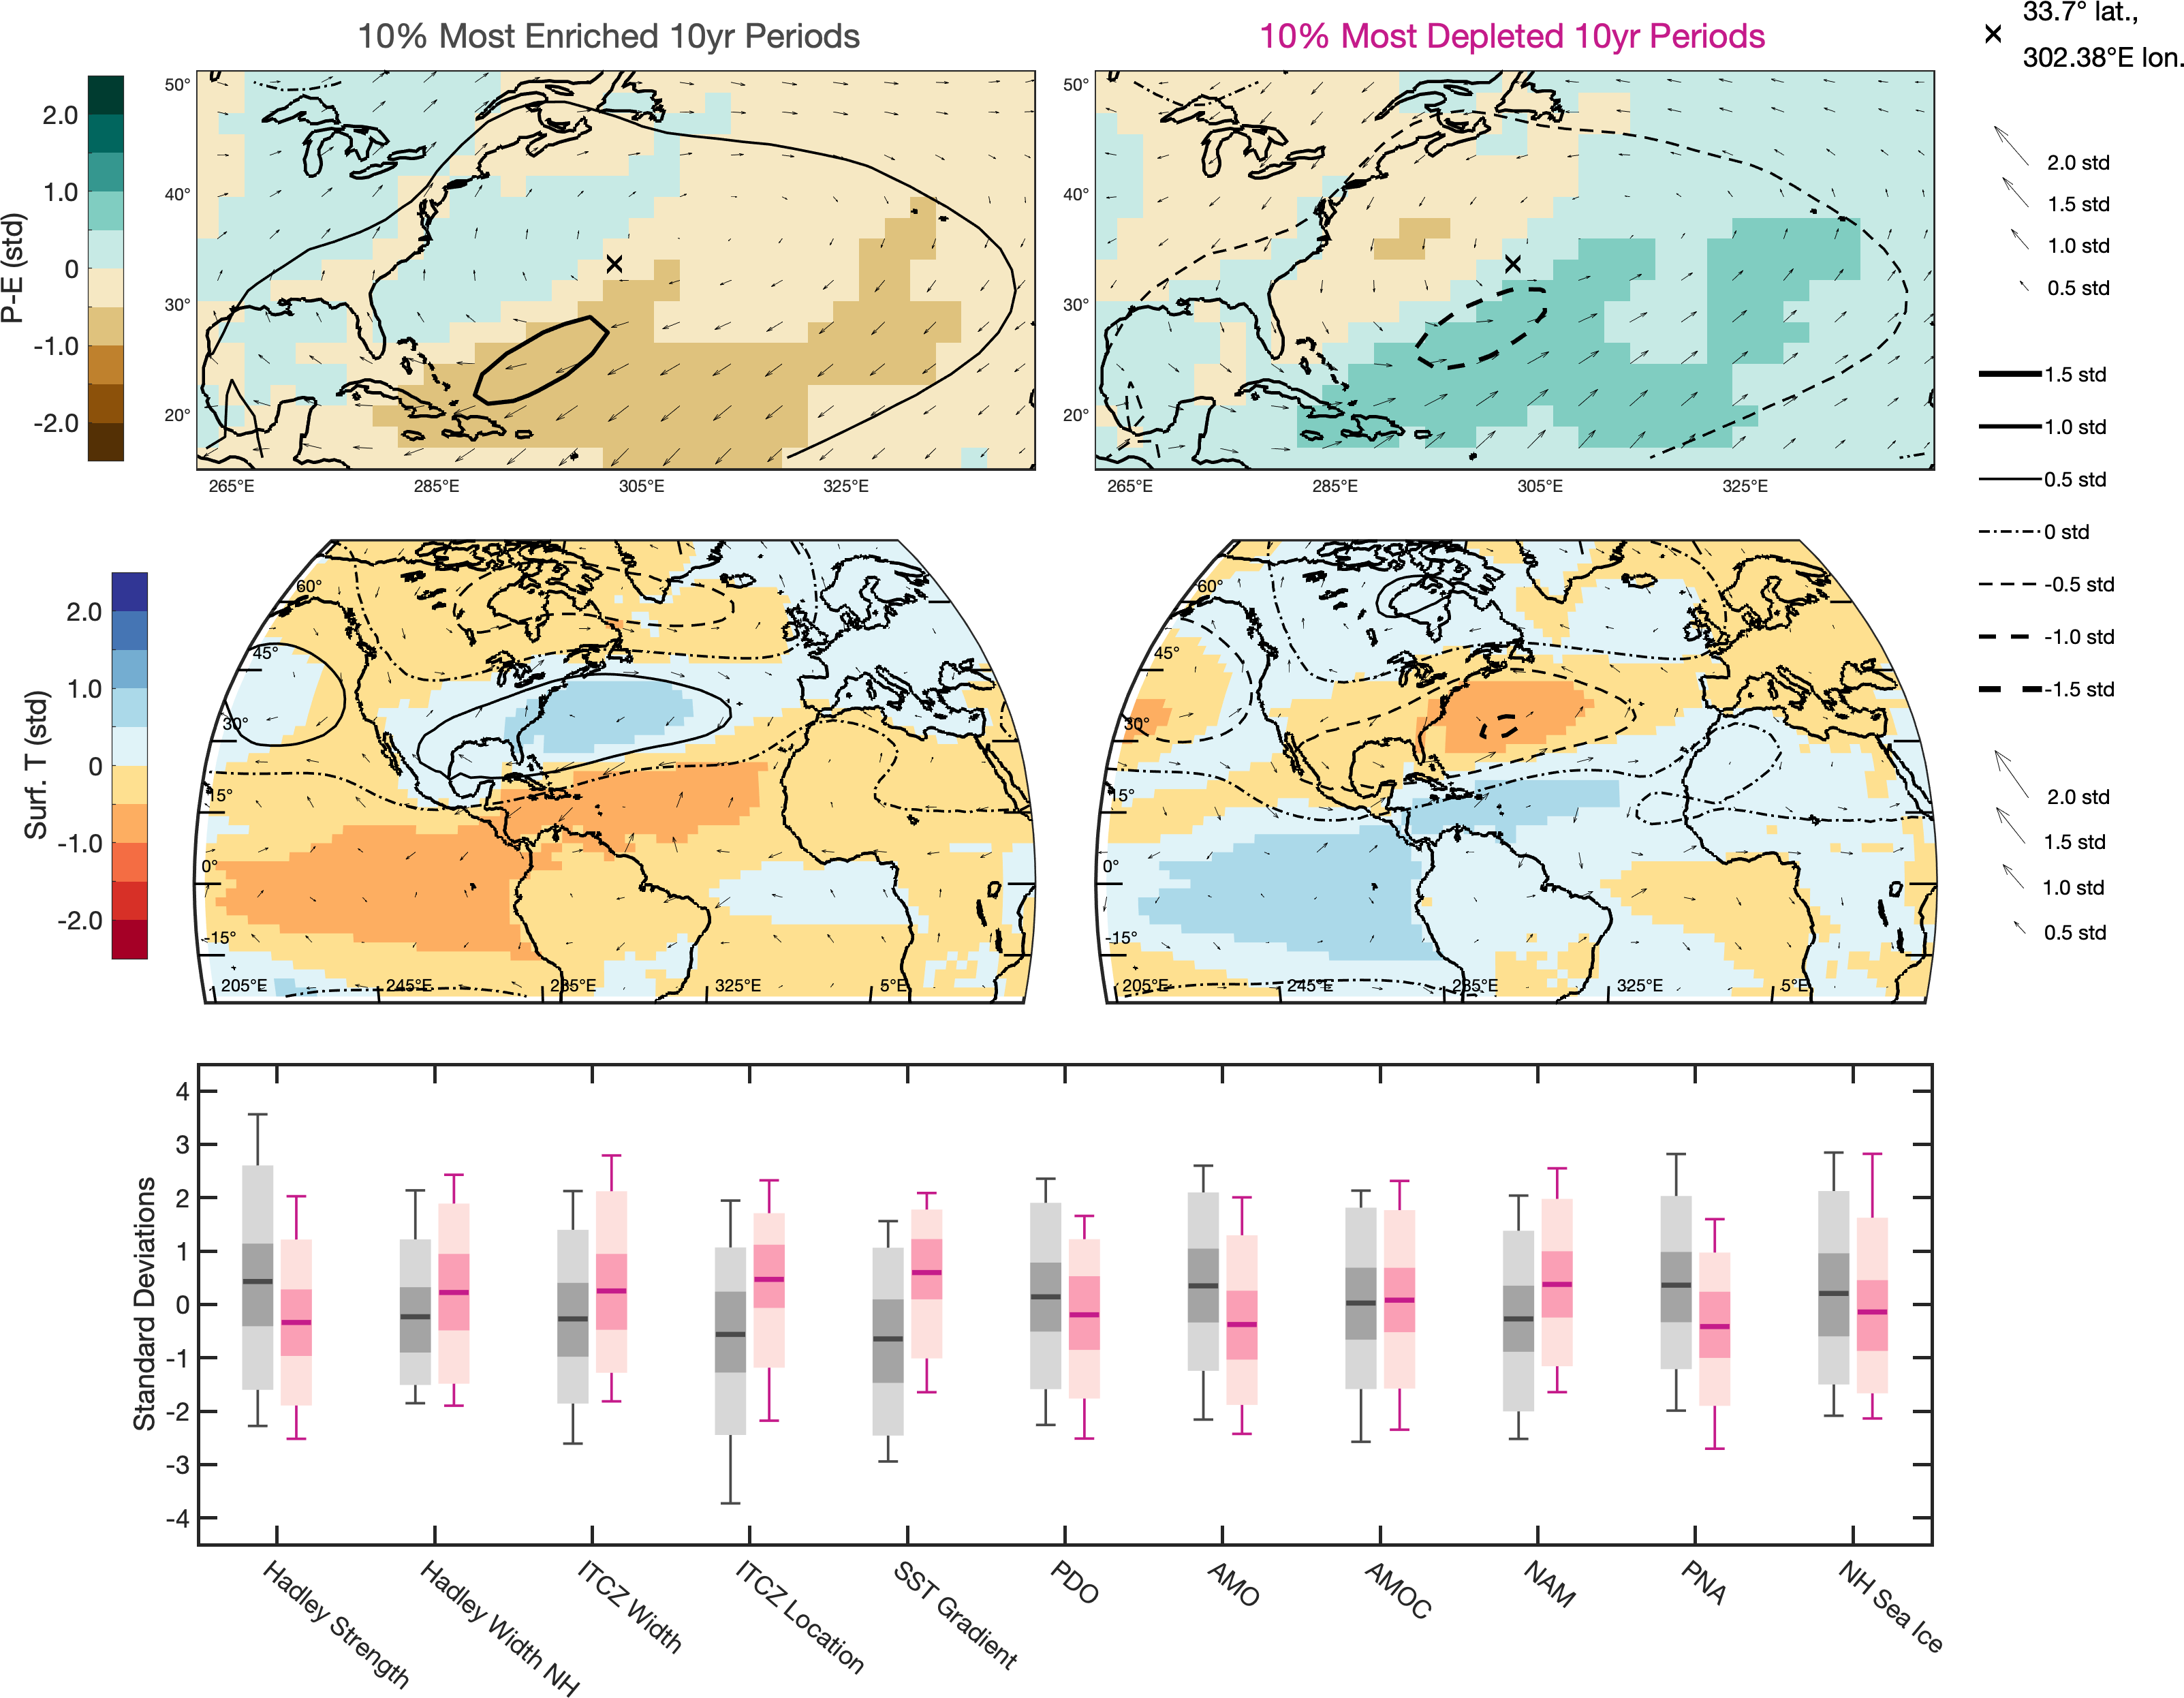 10% Most Enriched 10yr Periods
10% Most Depleted 10yr Periods
33.7° lat.,
302.38°E lon.
P-E (std)
2.0
1.0
0
-1.0
-2.0
50°
40°
30°
20°
265°E
285°E
305°E
325°E
50°
40°
30°
20°
265°E
285°E
305°E
325°E
2.0 std
1.5 std
1.0 std
0.5 std
1.5 std
1.0 std
0.5 std
0 std
-0.5 std
-1.0 std
-1.5 std
Surf. T (std)
2.0
1.0
0
-1.0
-2.0
60°
45°
30°
15°
0°
-15°
205°E
245°E
285°E
325°E
5°E
60°
45°
30°
15°
0°
-15°
205°E
245°E
285°E
325°E
5°E
2.0 std
1.5 std
1.0 std
0.5 std
Standard Deviations
4
3
2
1
0
-1
-2
-3
-4
Hadley Strength
Hadley Width NH
ITCZ Width
ITCZ Location
SST Gradient
PDO
AMO
AMOC
NAM
PNA
NH Sea Ice